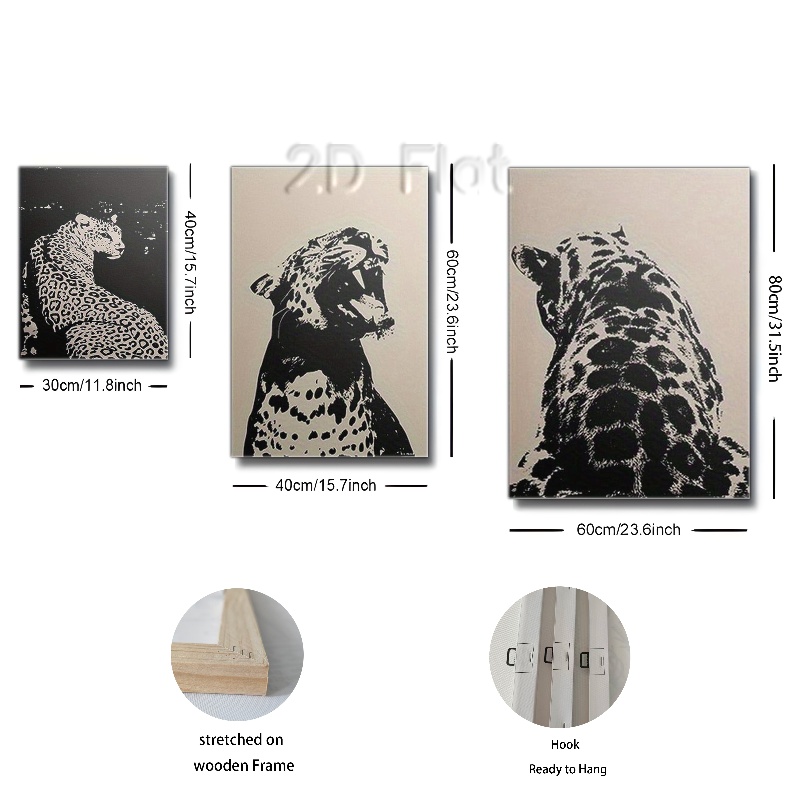 2D Flat
40cm/15.7inch
30cm/11.8inch
60cm/23.6inch
40cm/15.7inch
80cm/31.5inch
60cm/23.6inch
stretched on
wooden Frame
Hook
Ready to Hang